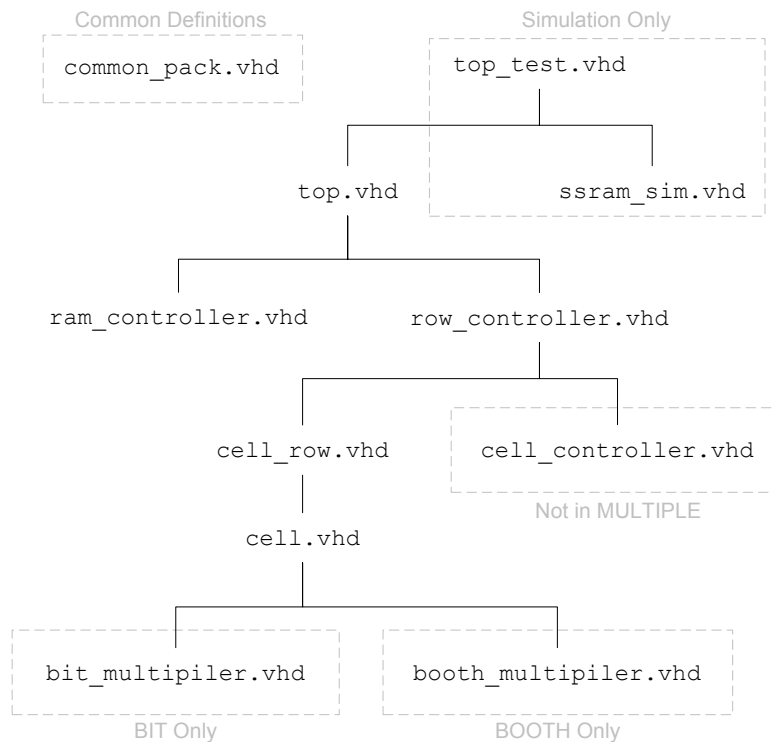 Common Definitions
Simulation Only
common_pack.vhd
top_test.vhd
top.vhd
ssram_sim.vhd
ram_controller.vhd
row_controller.vhd
cell_row.vhd
cell_controller.vhd
Not in MULTIPLE
cell.vhd
bit_multipiler.vhd
booth_multipiler.vhd
BIT Only
BOOTH Only